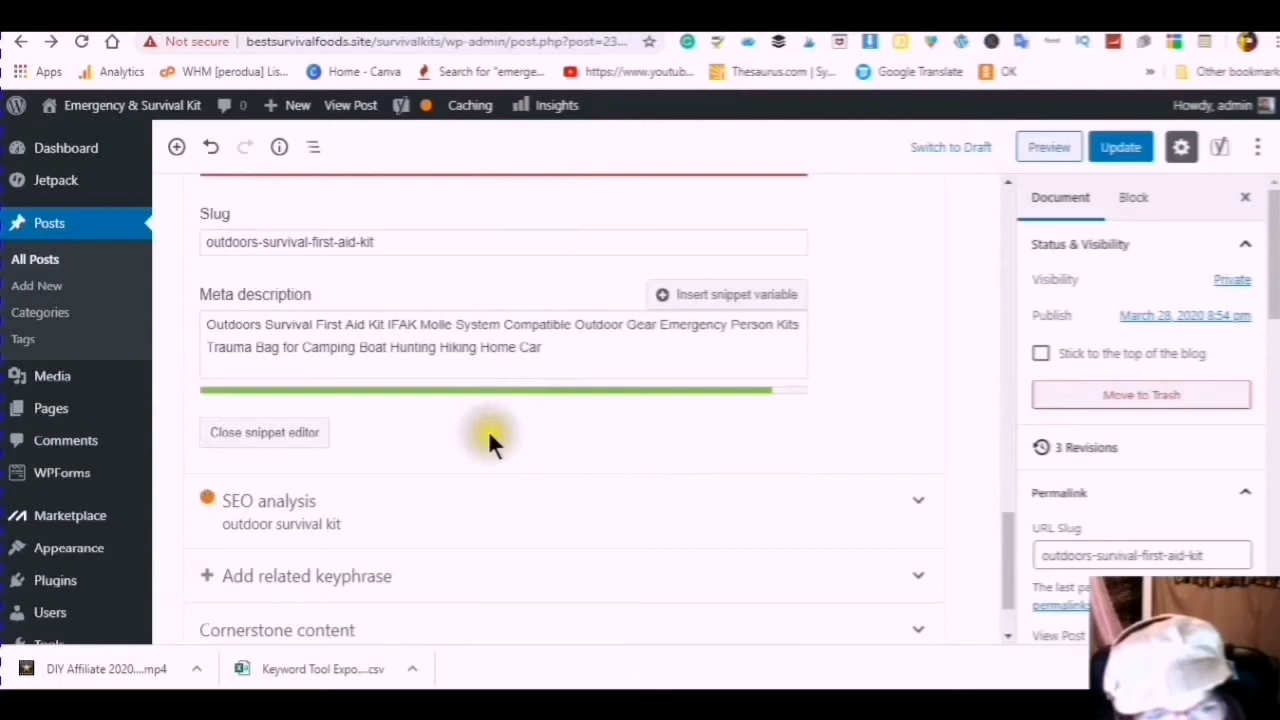 Not secure
bestsurvivalfoods.site/survivalkits/wp-admin/post.php?post=23...
Apps
Analytics
WHM [perodua] Lis...
Home - Canva
Search for "emerge...
https://www.youtub...
Thesaurus.com | Sy...
Google Translate
OK
»
Other bookmark
Emergency & Survival Kit
0
New
View Post
Caching
Insights
Howdy, admin
Dashboard
Jetpack
Posts
All Posts
Add New
Categories
Tags
Media
Pages
Comments
WPForms
Marketplace
Appearance
Plugins
Users
Tools
Switch to Draft
Preview
Update
Slug
outdoors-survival-first-aid-kit
Meta description
Insert snippet variable
Outdoors Survival First Aid Kit IFAK Molle System Compatible Outdoor Gear Emergency Person Kits
Trauma Bag for Camping Boat Hunting Hiking Home Car
Close snippet editor
SEO analysis
outdoor survival kit
Add related keyphrase
Cornerstone content
Document
Block
Status & Visibility
Visibility
Private
Publish
March 28, 2020 8:54 pm
Stick to the top of the blog
Move to Trash
3 Revisions
Permalink
URL Slug
outdoors-survival-first-aid-kit
The last pa
permalinks
View Post
DIY Affiliate 2020....mp4
Keyword Tool Expo....csv